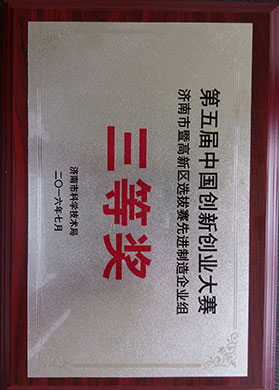 第五届中国创新创业大赛
济南市暨高新区选拔赛先进制造企业组
三等奖
济南市科学技术局
二〇一六年七月